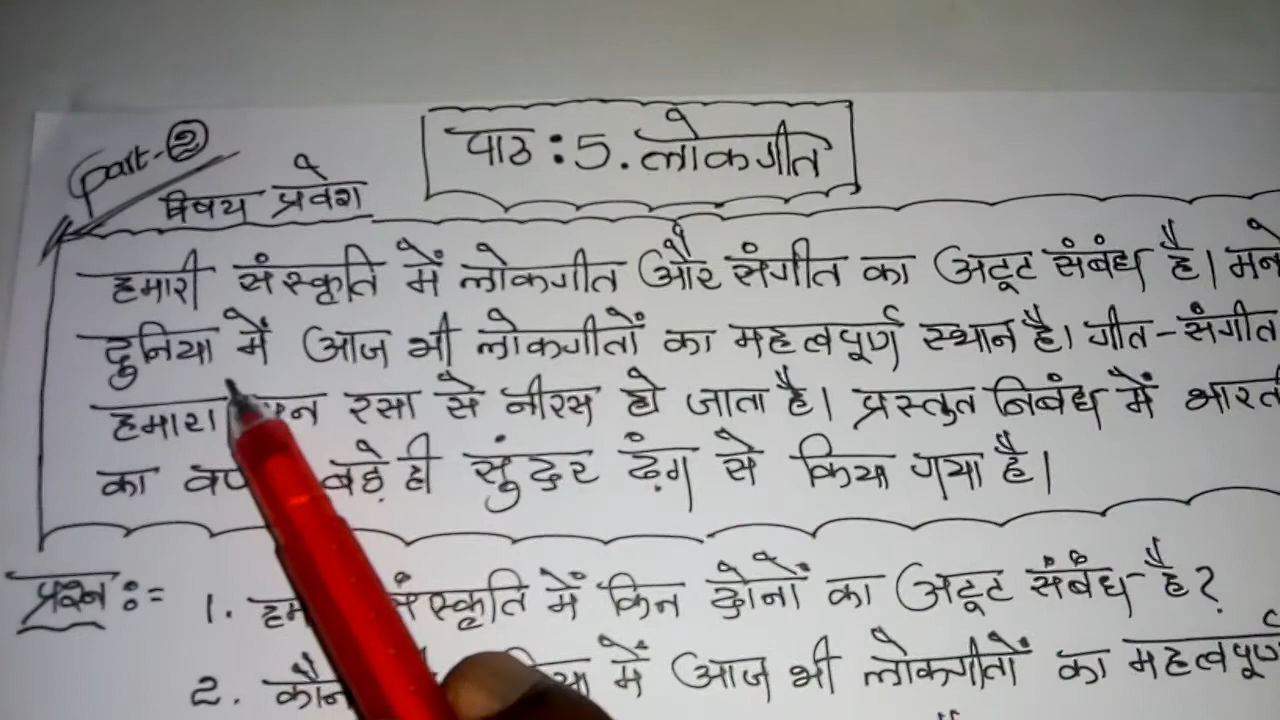 पाठ : 5. लोकगीत
Part-2
विषय प्रवेश
हमारी संस्कृति में लोकगीत और संगीत का अटूट संबंध है। मनो
दुनिया में आज भी लोकगीतों का महत्वपूर्ण स्थान है। गीत-संगीत
हमारा रसा से नीरस हो जाता है। प्रस्तुत निबंध में भारत
का बड़े ही सुंदर ढ़ंग से किया गया है।
प्रश्न := 1. संस्कृति में किन दोनों का अटूट संबंध है?
2. कौन में आज भी लोकगीतों का महत्वपूर्ण